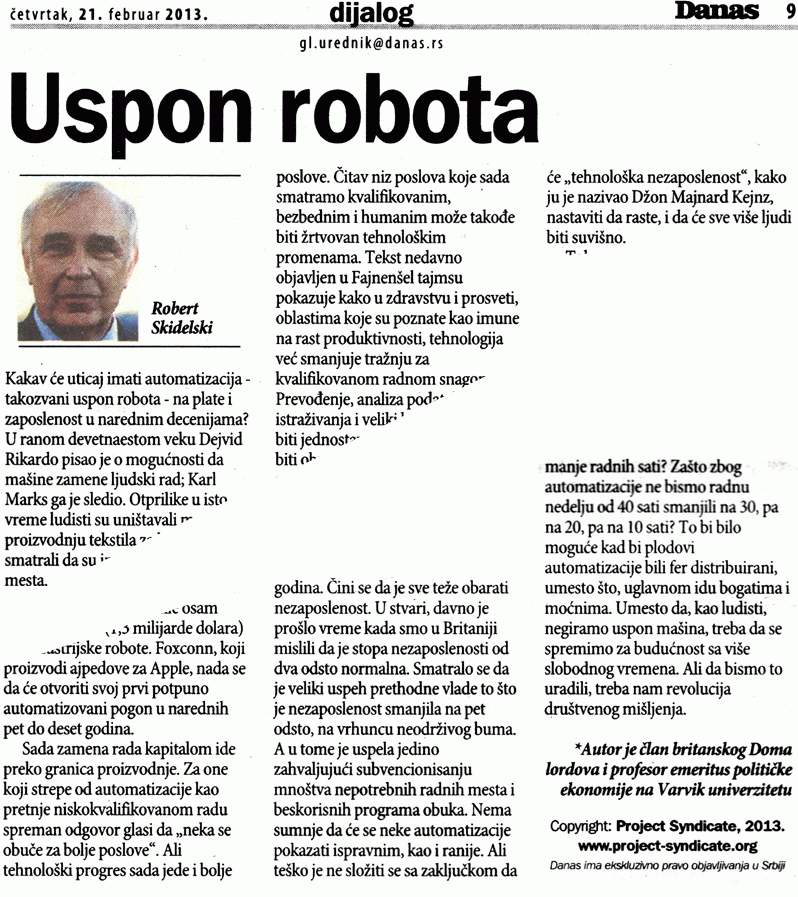 četvrtak, 21. februar 2013.
dijalog
Danas 9
gl.urednik@danas.rs
Uspon robota
Robert
Skidelski
Kakav će uticaj imati automatizacija -
takozvani uspon robota - na plate i
zaposlenost u narednim decenijama?
U ranom devetnaestom veku Dejvid
Rikardo pisao je o mogućnosti da
mašine zamene ljudski rad; Karl
Marks ga je sledio. Otprilike u isto
vreme ludisti su uništavali
proizvodnju tekstila
smatrali da su
mesta.
osam
(1,3 milijarde dolara)
robote. Foxconn, koji
proizvodi ajpedove za Apple, nada se
da će otvoriti svoj prvi potpuno
automatizovani pogon u narednih
pet do deset godina.
Sada zamena rada kapitalom ide
preko granica proizvodnje. Za one
koji strepe od automatizacije kao
pretnje niskokvalifikovanom radu
spreman odgovor glasi da „neka se
obuče za bolje poslove“. Ali
tehnološki progres sada jede i bolje
poslove. Čitav niz poslova koje sada
smatramo kvalifikovanim,
bezbednim i humanim može takođe
biti žrtvovan tehnološkim
promenama. Tekst nedavno
objavljen u Fajnenšel tajmsu
pokazuje kako u zdravstvu i prosveti,
oblastima koje su poznate kao imune
na rast produktivnosti, tehnologija
već smanjuje tražnju za
kvalifikovanom radnom snagom
Prevođenje, analiza
istraživanja i
biti
biti
godina. Čini se da je sve teže obarati
nezaposlenost. U stvari, davno je
prošlo vreme kada smo u Britaniji
mislili da je stopa nezaposlenosti od
dva odsto normalna. Smatralo se da
je veliki uspeh prethodne vlade to što
je nezaposlenost smanjila na pet
odsto, na vrhuncu neodrživog buma.
A u tome je uspela jedino
zahvaljujući subvencionisanju
mnoštva nepotrebnih radnih mesta i
beskorisnih programa obuka. Nema
sumnje da će se neke automatizacije
pokazati ispravnim, kao i ranije. Ali
teško je ne složiti se sa zaključkom da
će „tehnološka nezaposlenost“, kako
ju je nazivao Džon Majnard Kejnz,
nastaviti da raste, i da će sve više ljudi
biti suvišno.
manje radnih sati? Zašto zbog
automatizacije ne bismo radnu
nedelju od 40 sati smanjili na 30, pa
na 20, pa na 10 sati? To bi bilo
moguće kad bi plodovi
automatizacije bili fer distribuirani,
umesto što, uglavnom idu bogatima i
moćnima. Umesto da, kao ludisti,
negiramo uspon mašina, treba da se
spremimo za budućnost sa više
slobodnog vremena. Ali da bismo to
uradili, treba nam revolucija
društvenog mišljenja.
*Autor je član britanskog Doma
lordova i profesor emeritus političke
ekonomije na Varvik univerzitetu
Copyright: Project Syndicate, 2013.
www.project-syndicate.org
Danas ima ekskluzivno pravo objavljivanja u Srbiji